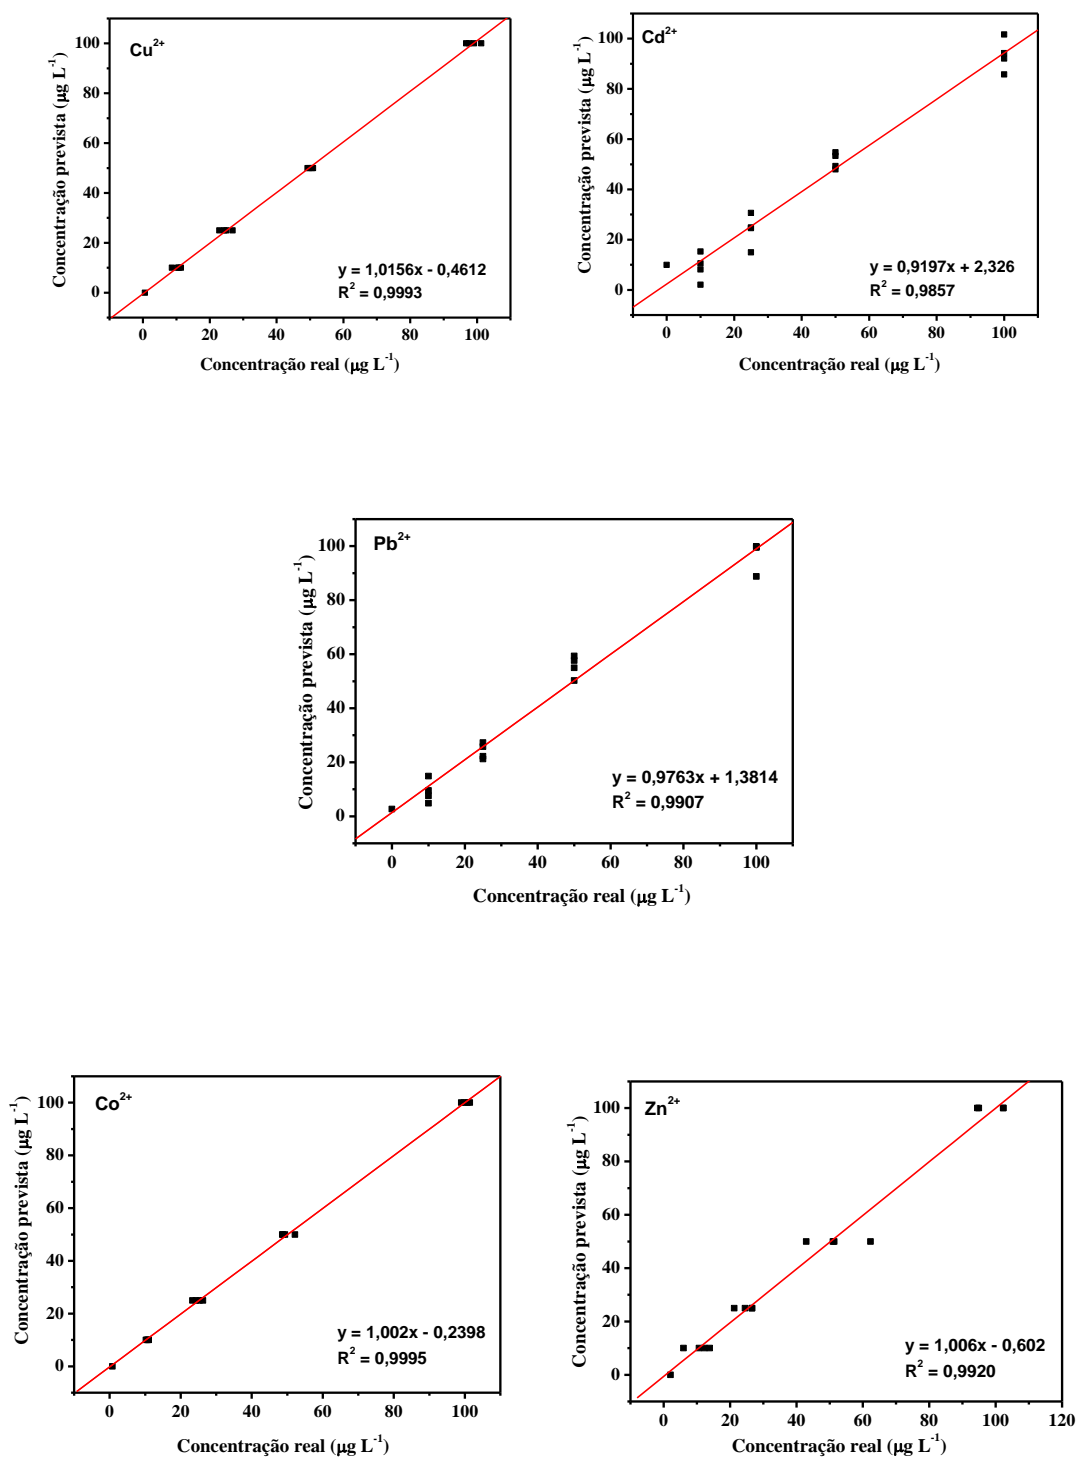 Cu²⁺
Concentração prevista (µg L⁻¹)
100
80
60
40
20
0
y = 1,0156x - 0,4612
R² = 0,9993
0 20 40 60 80 100
Concentração real (µg L⁻¹)
Cd²⁺
Concentração prevista (µg L⁻¹)
100
80
60
40
20
0
y = 0,9197x + 2,326
R² = 0,9857
0 20 40 60 80 100
Concentração real (µg L⁻¹)
Pb²⁺
Concentração prevista (µg L⁻¹)
100
80
60
40
20
0
y = 0,9763x + 1,3814
R² = 0,9907
0 20 40 60 80 100
Concentração real (µg L⁻¹)
Co²⁺
Concentração prevista (µg L⁻¹)
100
80
60
40
20
0
y = 1,002x - 0,2398
R² = 0,9995
0 20 40 60 80 100
Concentração real (µg L⁻¹)
Zn²⁺
Concentração prevista (µg L⁻¹)
100
80
60
40
20
0
y = 1,006x - 0,602
R² = 0,9920
0 20 40 60 80 100 120
Concentração real (µg L⁻¹)